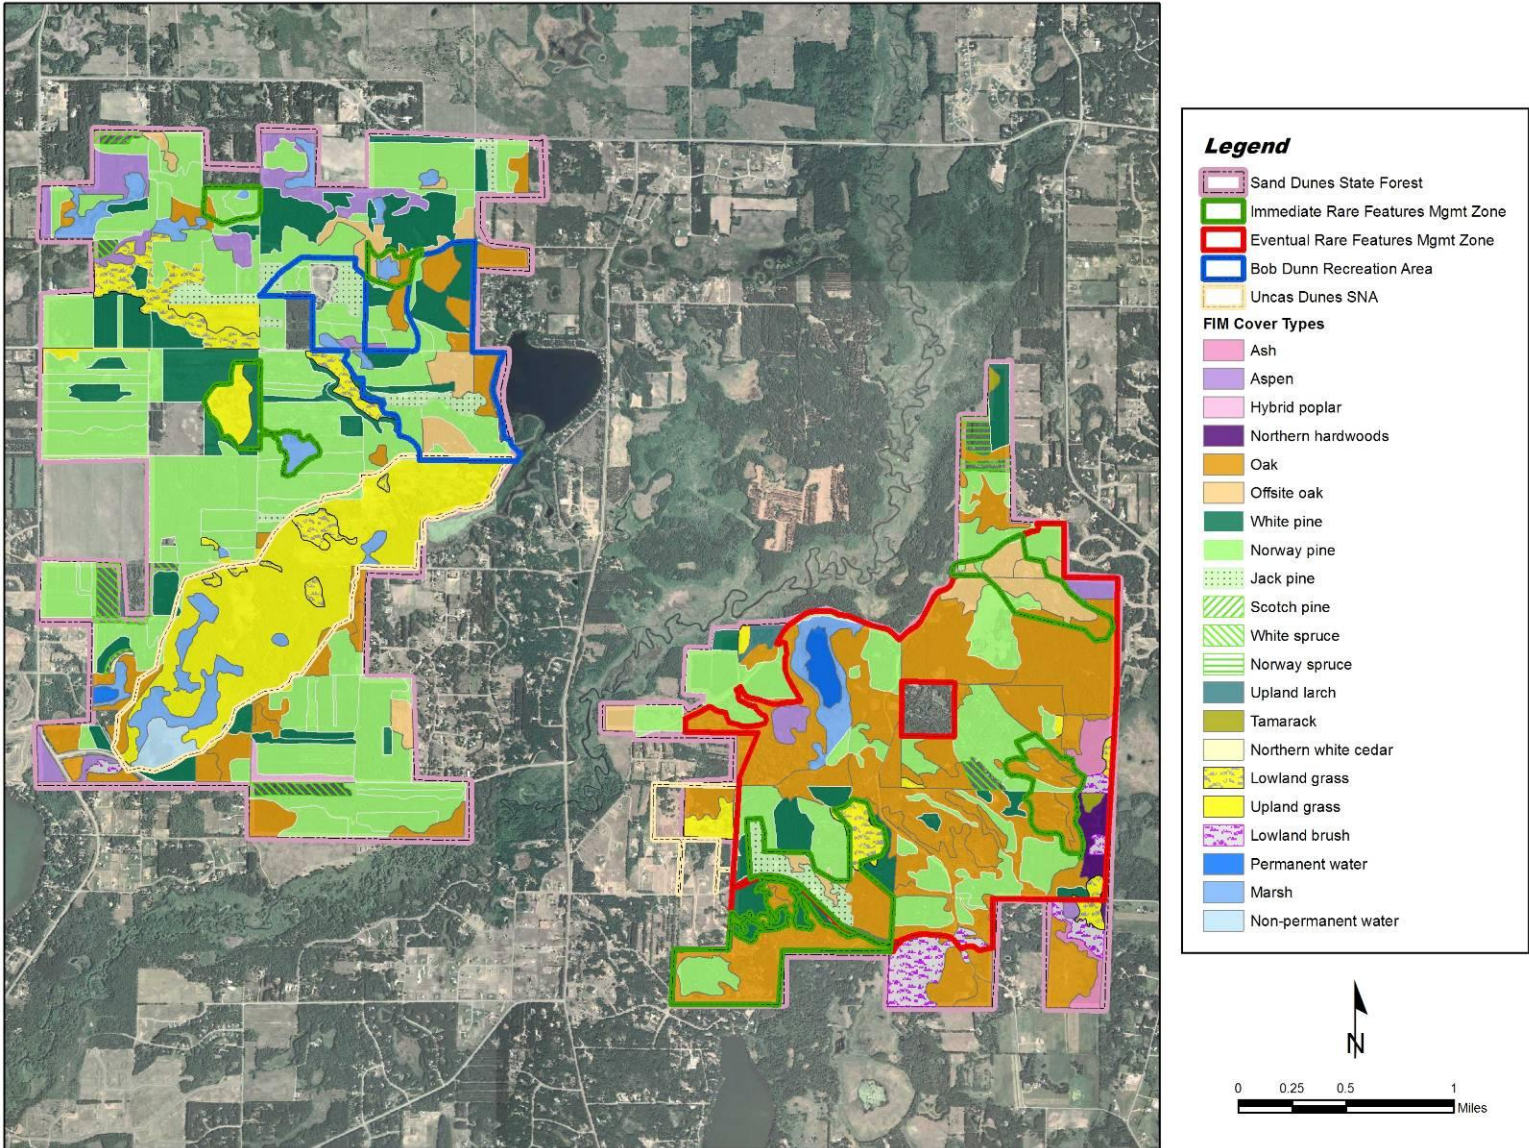 Legend
Sand Dunes State Forest
Immediate Rare Features Mgmt Zone
Eventual Rare Features Mgmt Zone
Bob Dunn Recreation Area
Uncas Dunes SNA
FIM Cover Types
Ash
Aspen
Hybrid poplar
Northern hardwoods
Oak
Offsite oak
White pine
Norway pine
Jack pine
Scotch pine
White spruce
Norway spruce
Upland larch
Tamarack
Northern white cedar
Lowland grass
Upland grass
Lowland brush
Permanent water
Marsh
Non-permanent water
N
0 0.25 0.5 1
Miles